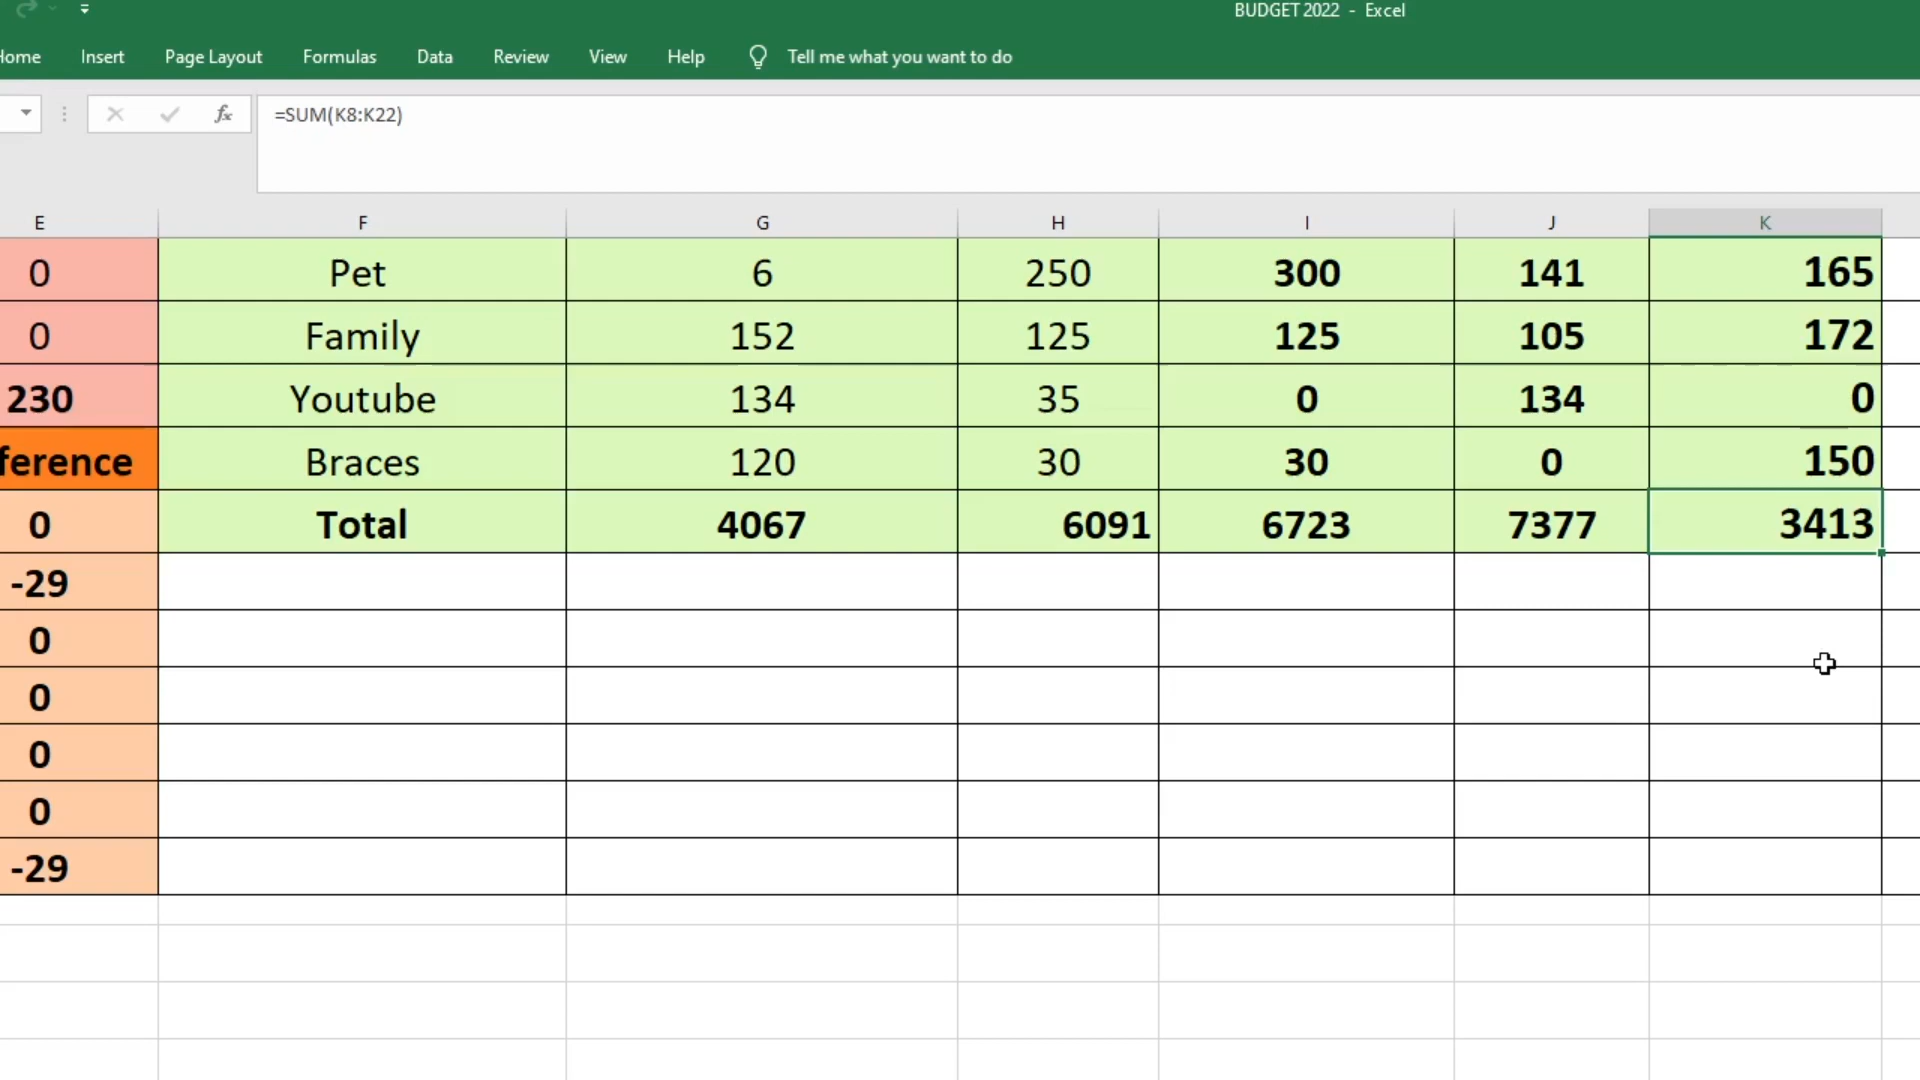 BUDGET 2022 - Excel
Home Insert Page Layout Formulas Data Review View Help Tell me what you want to do
fx =SUM(K8:K22)
E F G H I J K
0 Pet 6 250 300 141 165
0 Family 152 125 125 105 172
230 Youtube 134 35 0 134 0
ference Braces 120 30 30 0 150
0 Total 4067 6091 6723 7377 3413
-29
0
0
0
0
-29